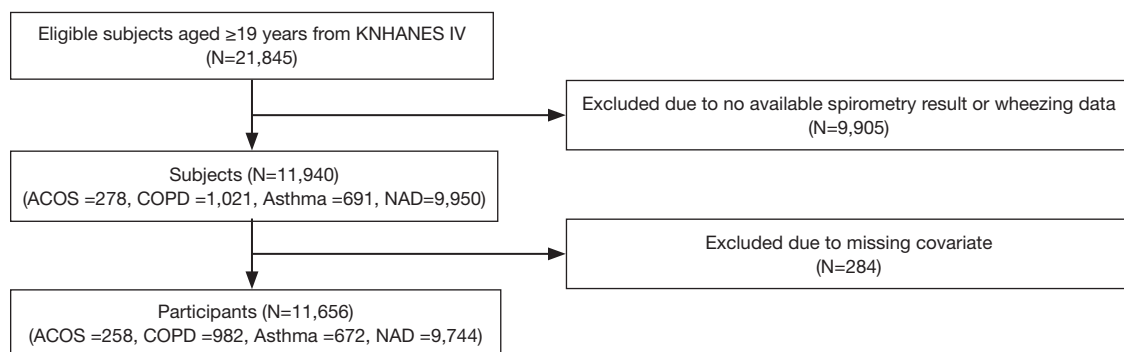 Eligible subjects aged ≥19 years from KNHANES IV
(N=21,845)
Excluded due to no available spirometry result or wheezing data
(N=9,905)
Subjects (N=11,940)
(ACOS =278, COPD =1,021, Asthma =691, NAD=9,950)
Excluded due to missing covariate
(N=284)
Participants (N=11,656)
(ACOS =258, COPD =982, Asthma =672, NAD =9,744)